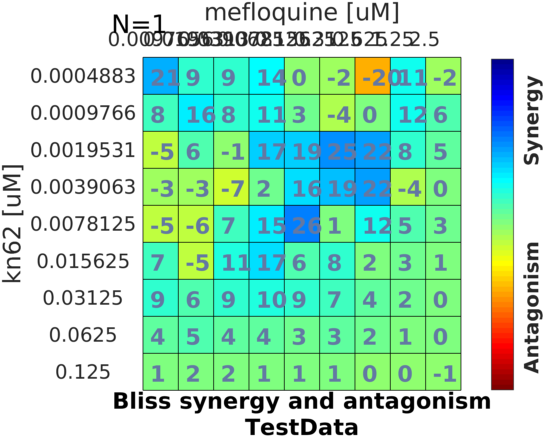 mefloquine [uM]
N=1
0.0004883 21 9 9 14 0 -2 -20 11 -2
0.0009766 8 16 8 11 3 -4 0 12 6
0.0019531 -5 6 -1 17 19 25 22 8 5
0.0039063 -3 -3 -7 2 16 19 22 -4 0
0.0078125 -5 -6 7 15 26 1 12 5 3
0.015625 7 -5 11 17 6 8 2 3 1
0.03125 9 6 9 10 9 7 4 2 0
0.0625 4 5 4 4 3 3 2 1 0
0.125 1 2 2 1 1 1 0 0 -1
kn62 [uM]
Synergy
Antagonism
Bliss synergy and antagonism
TestData